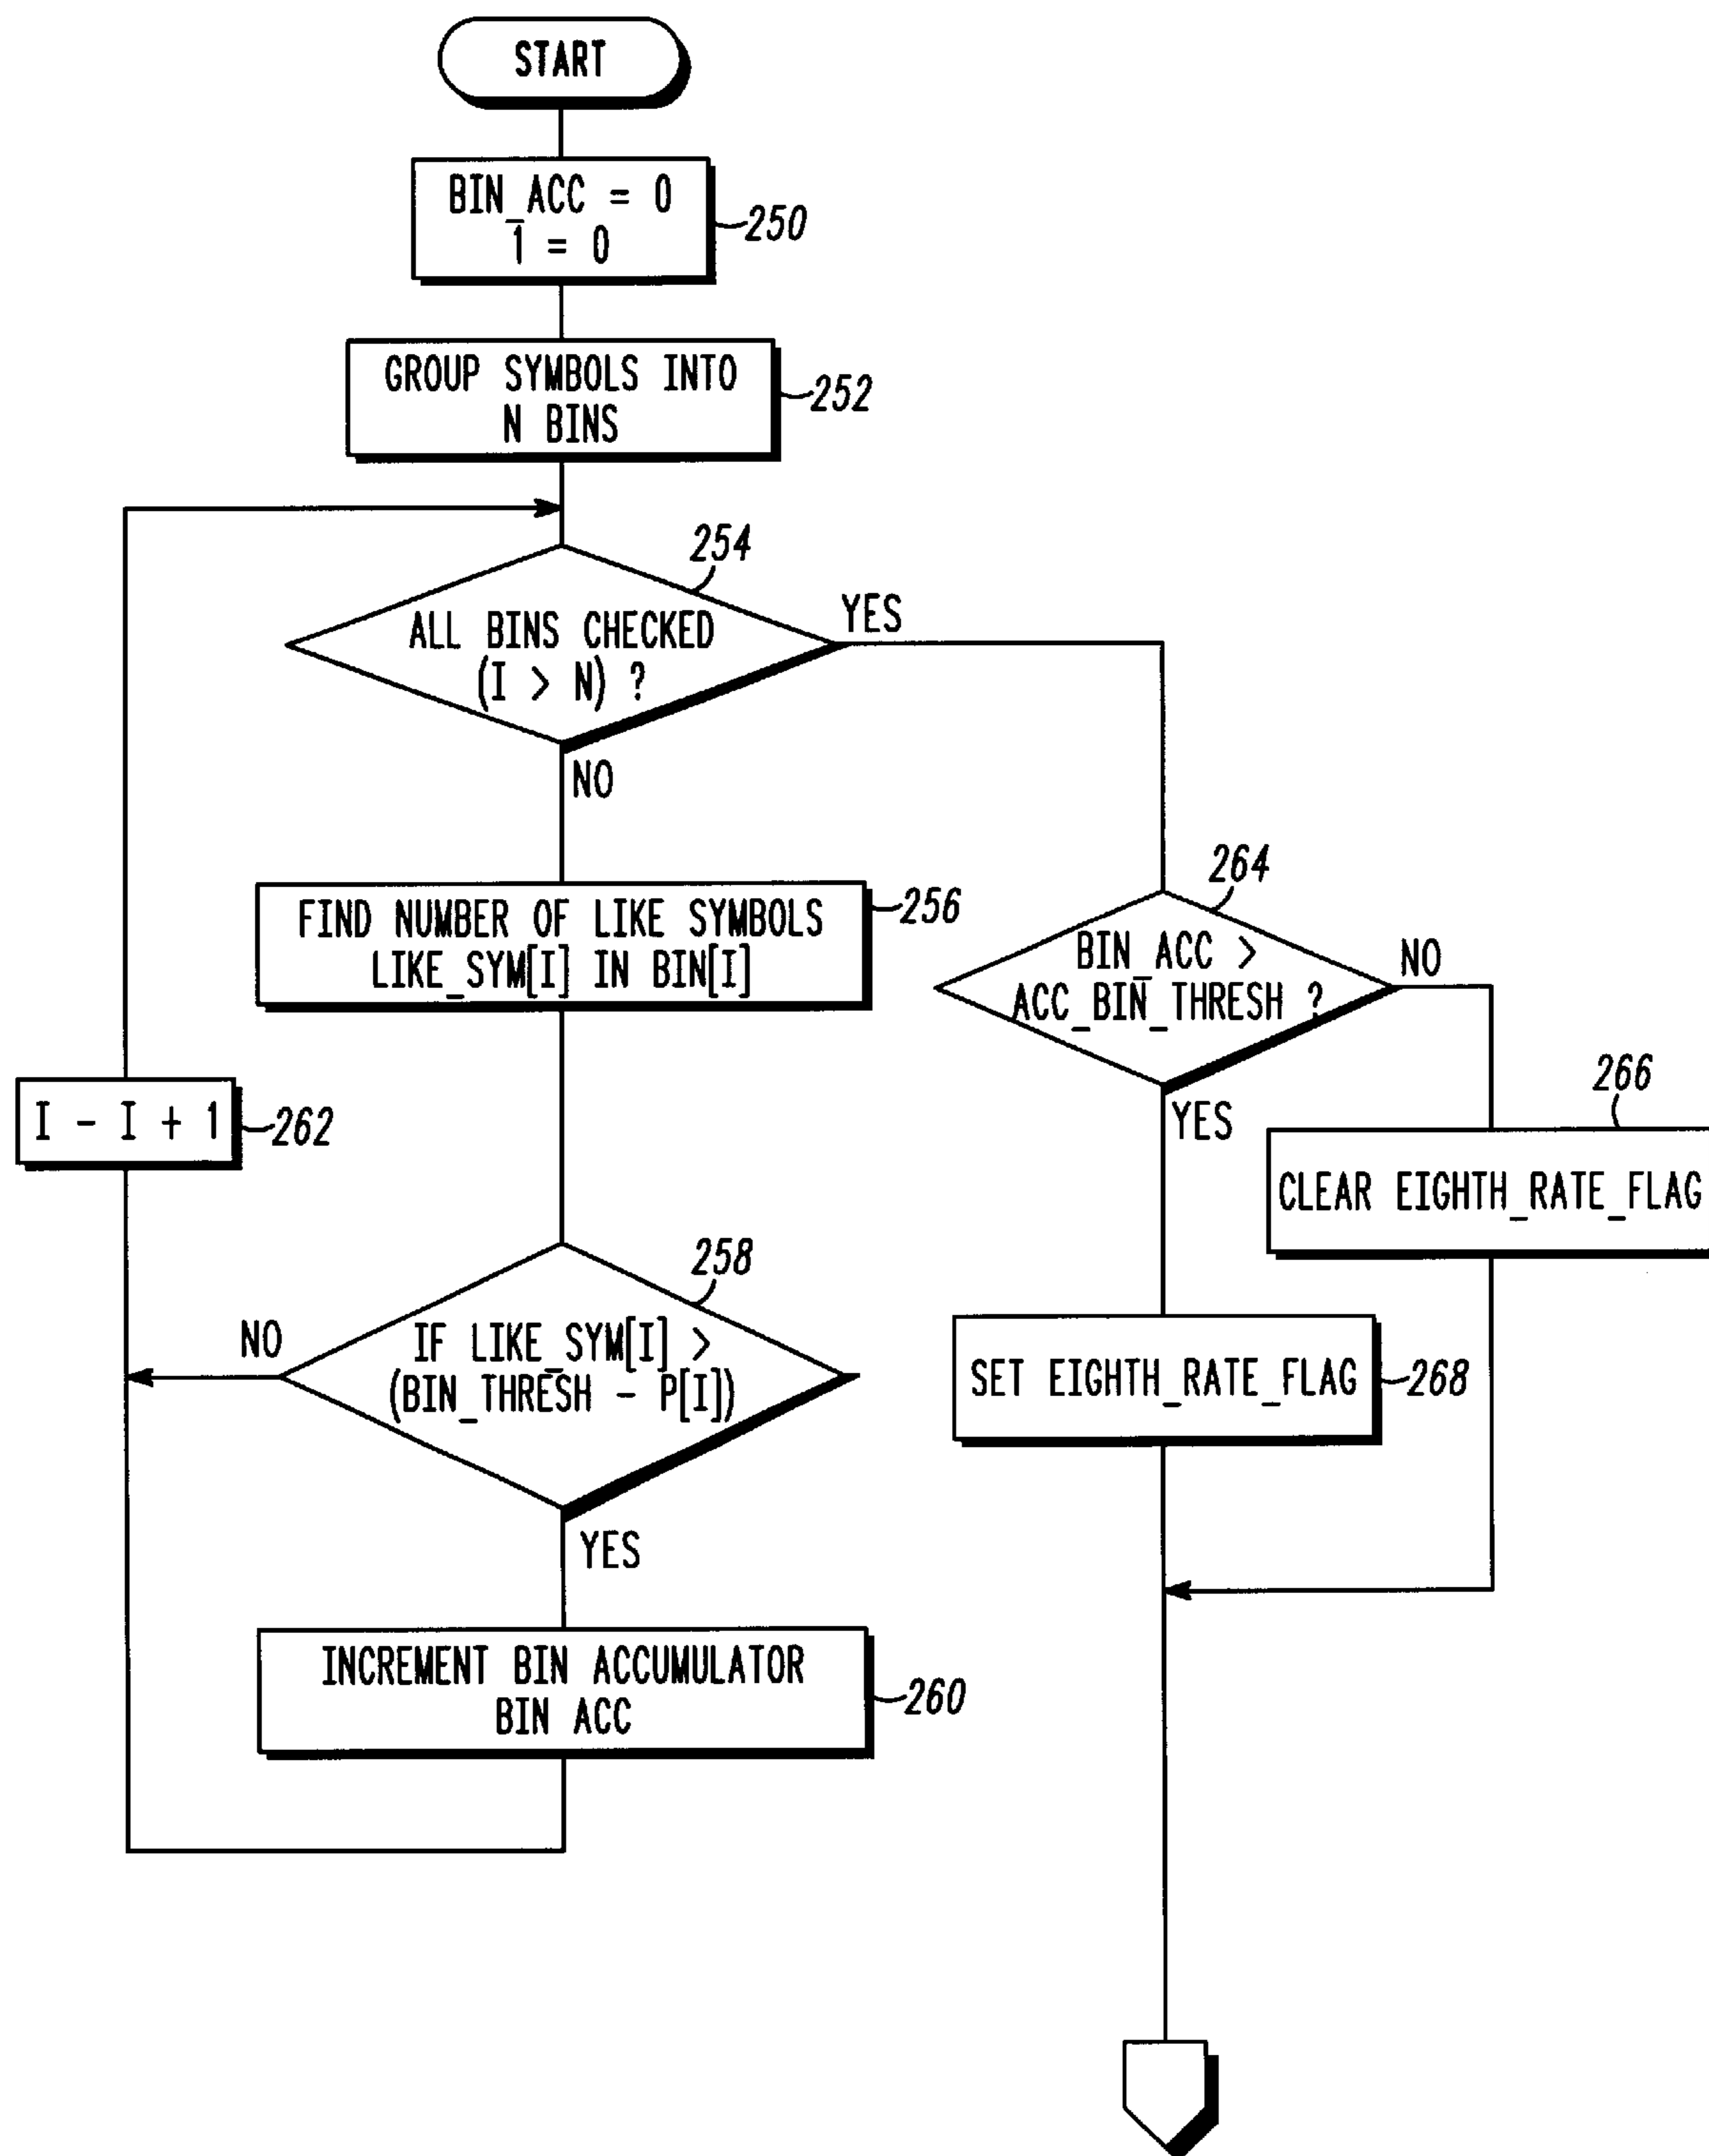 START
BIN_ACC = 0
1 = 0
250
GROUP SYMBOLS INTO
N BINS
252
254
ALL BINS CHECKED
(I > N) ?
YES
NO
FIND NUMBER OF LIKE SYMBOLS
LIKE_SYM[I] IN BIN[I]
256
264
BIN_ACC >
ACC_BIN_THRESH ?
NO
YES
I - I + 1
262
266
CLEAR EIGHTH_RATE_FLAG
258
IF LIKE_SYM[I] >
(BIN_THRESH - P[I])
NO
YES
SET EIGHTH_RATE_FLAG
268
INCREMENT BIN ACCUMULATOR
BIN ACC
260